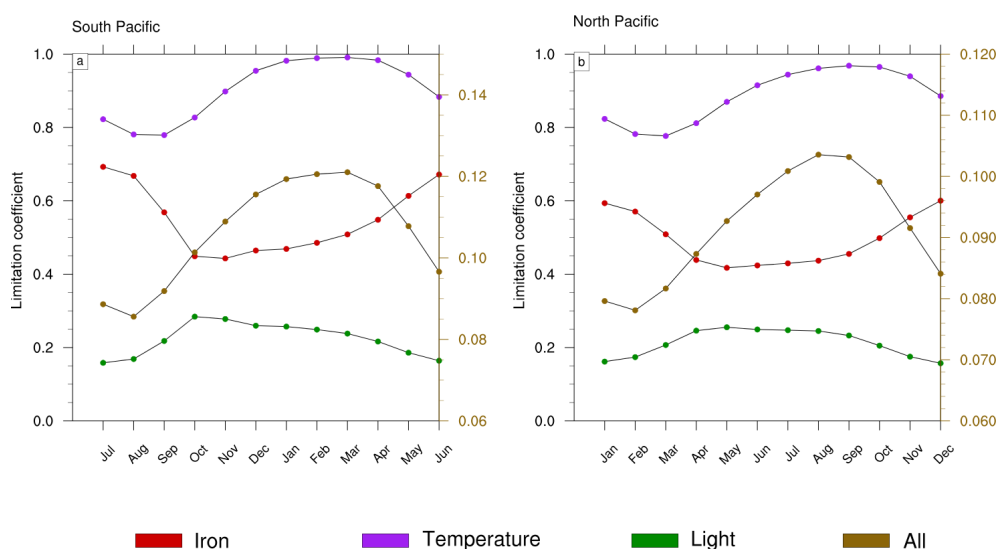 South Pacific
North Pacific
a
b
Limitation coefficient
1.0
0.8
0.6
0.4
0.2
0.0
0.14
0.12
0.10
0.08
0.06
Jul Aug Sep Oct Nov Dec Jan Feb Mar Apr May Jun
Limitation coefficient
1.0
0.8
0.6
0.4
0.2
0.0
0.120
0.110
0.100
0.090
0.080
0.070
0.060
Jan Feb Mar Apr May Jun Jul Aug Sep Oct Nov Dec
Iron Temperature Light All